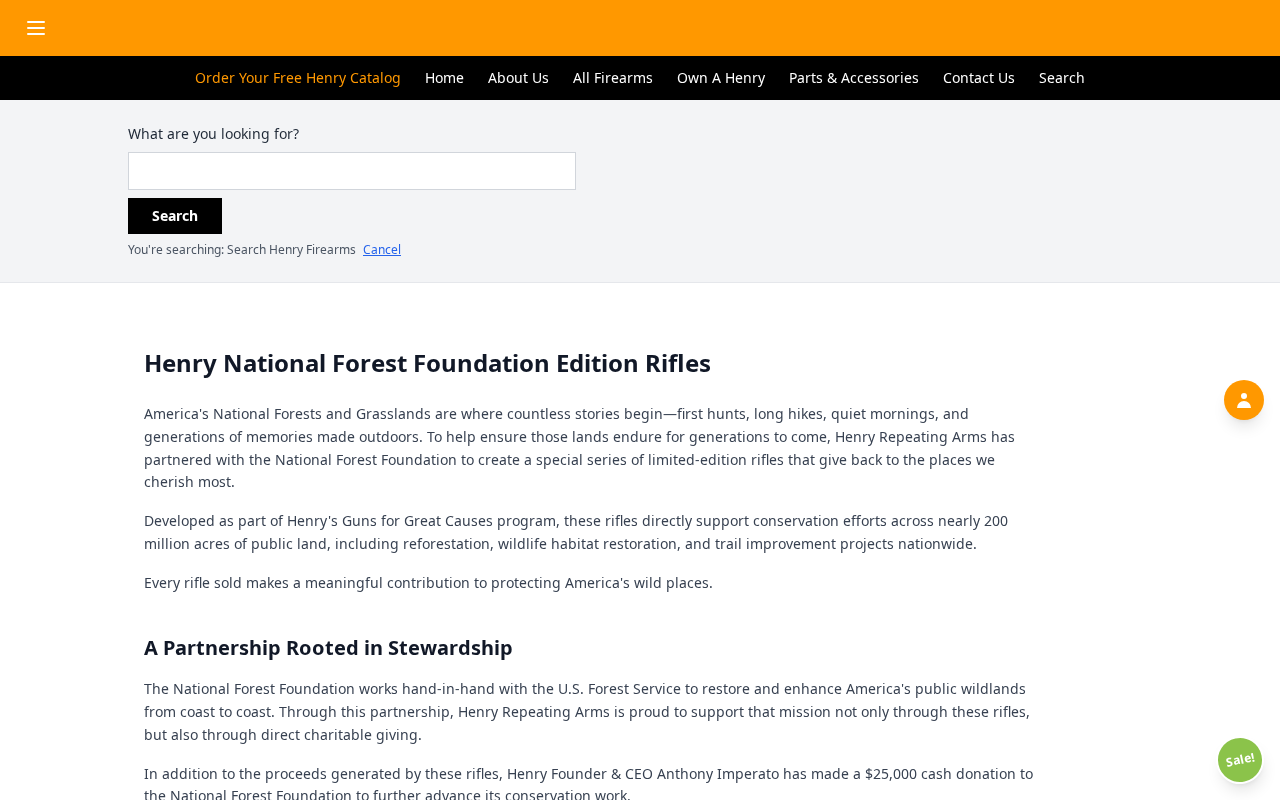 Order Your Free Henry Catalog Home About Us All Firearms Own A Henry Parts & Accessories Contact Us Search
What are you looking for?
Search
You're searching: Search Henry Firearms Cancel
Henry National Forest Foundation Edition Rifles
America's National Forests and Grasslands are where countless stories begin—first hunts, long hikes, quiet mornings, and
generations of memories made outdoors. To help ensure those lands endure for generations to come, Henry Repeating Arms has
partnered with the National Forest Foundation to create a special series of limited-edition rifles that give back to the places we
cherish most.
Developed as part of Henry's Guns for Great Causes program, these rifles directly support conservation efforts across nearly 200
million acres of public land, including reforestation, wildlife habitat restoration, and trail improvement projects nationwide.
Every rifle sold makes a meaningful contribution to protecting America's wild places.
A Partnership Rooted in Stewardship
The National Forest Foundation works hand-in-hand with the U.S. Forest Service to restore and enhance America's public wildlands
from coast to coast. Through this partnership, Henry Repeating Arms is proud to support that mission not only through these rifles,
but also through direct charitable giving.
Sale!
In addition to the proceeds generated by these rifles, Henry Founder & CEO Anthony Imperato has made a $25,000 cash donation to
the National Forest Foundation to further advance its conservation work.